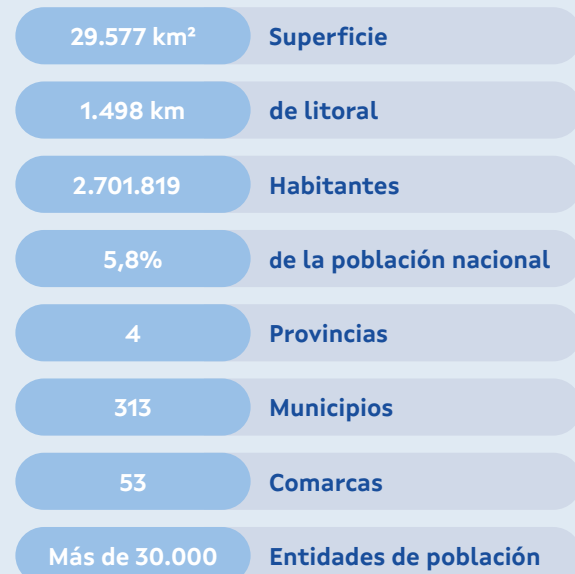 29.577 km² Superficie
1.498 km de litoral
2.701.819 Habitantes
5,8% de la población nacional
4 Provincias
313 Municipios
53 Comarcas
Más de 30.000 Entidades de población